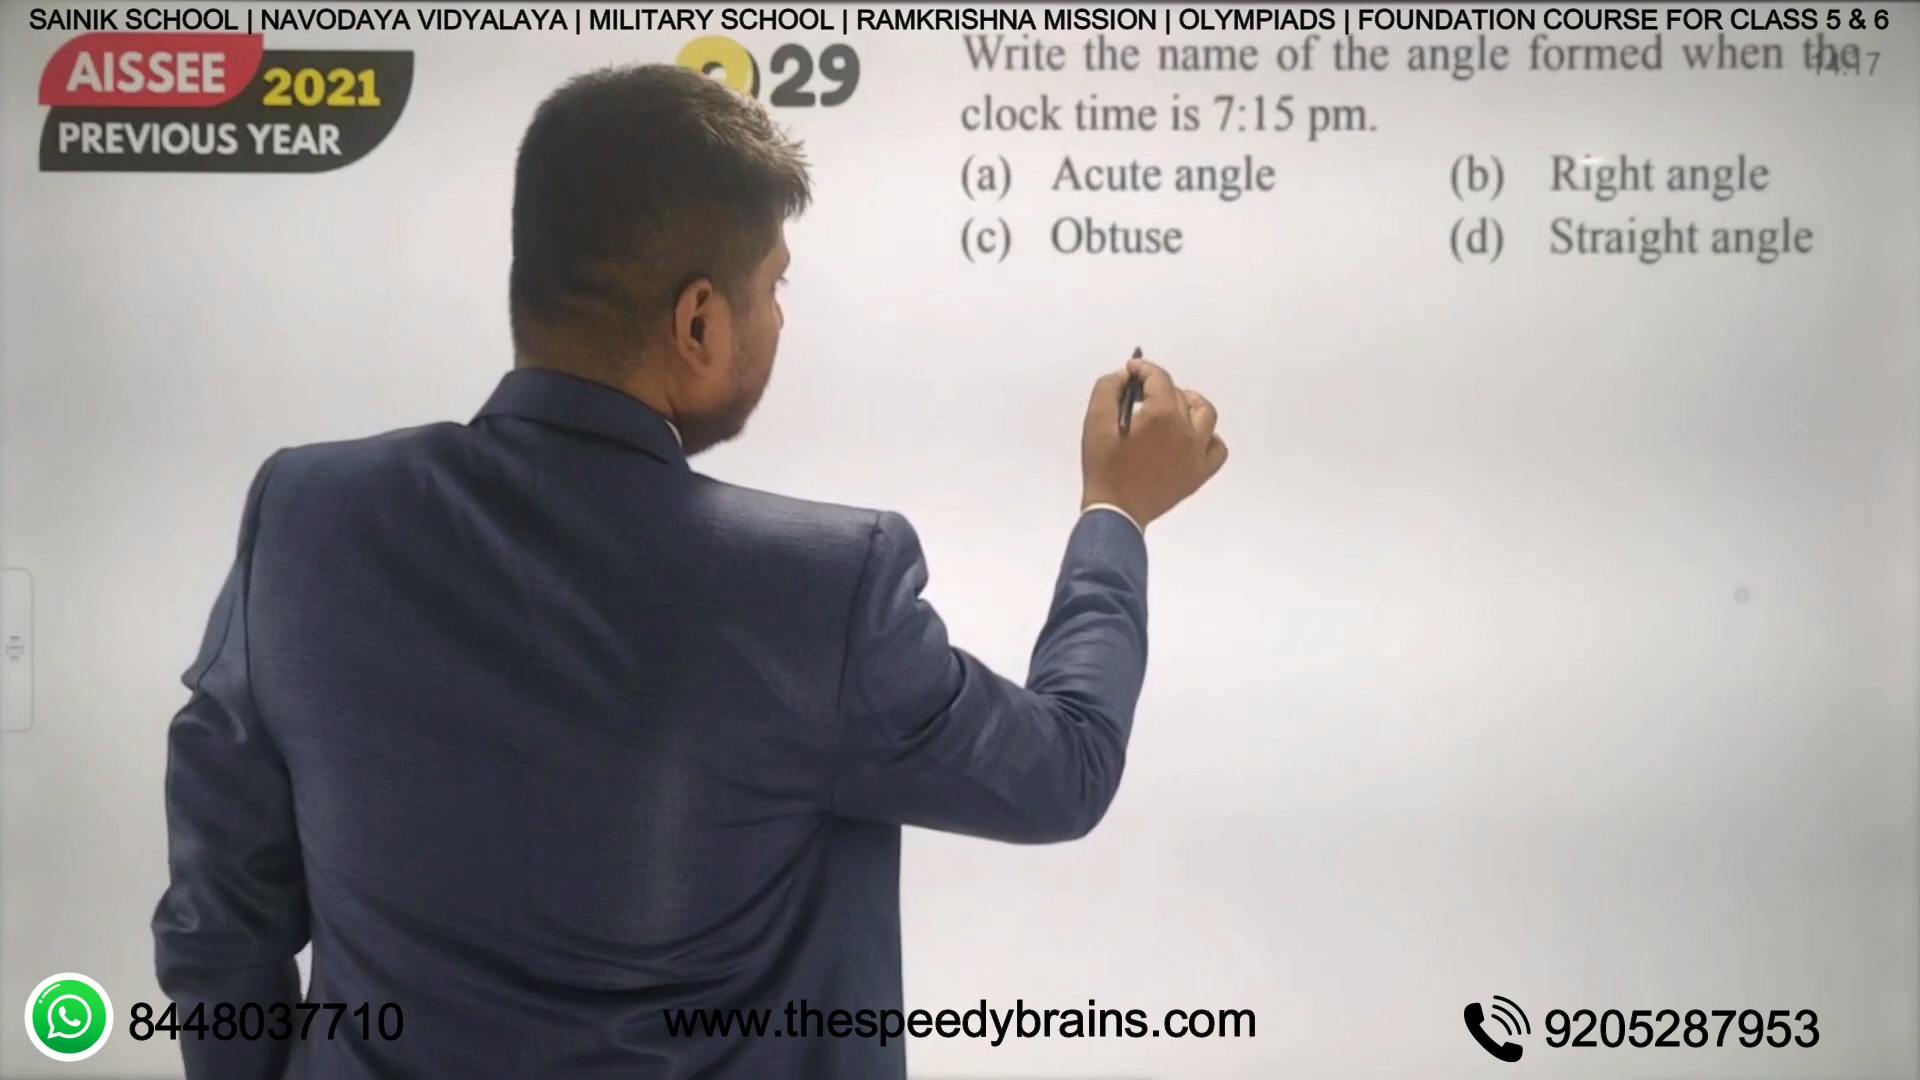 SAINIK SCHOOL | NAVODAYA VIDYALAYA | MILITARY SCHOOL | RAMKRISHNA MISSION | OLYMPIADS | FOUNDATION COURSE FOR CLASS 5 & 6
AISSEE 2021
PREVIOUS YEAR
29
Write the name of the angle formed when the
clock time is 7:15 pm.
(a) Acute angle (b) Right angle
(c) Obtuse (d) Straight angle
8448037710
www.thespeedybrains.com
9205287953